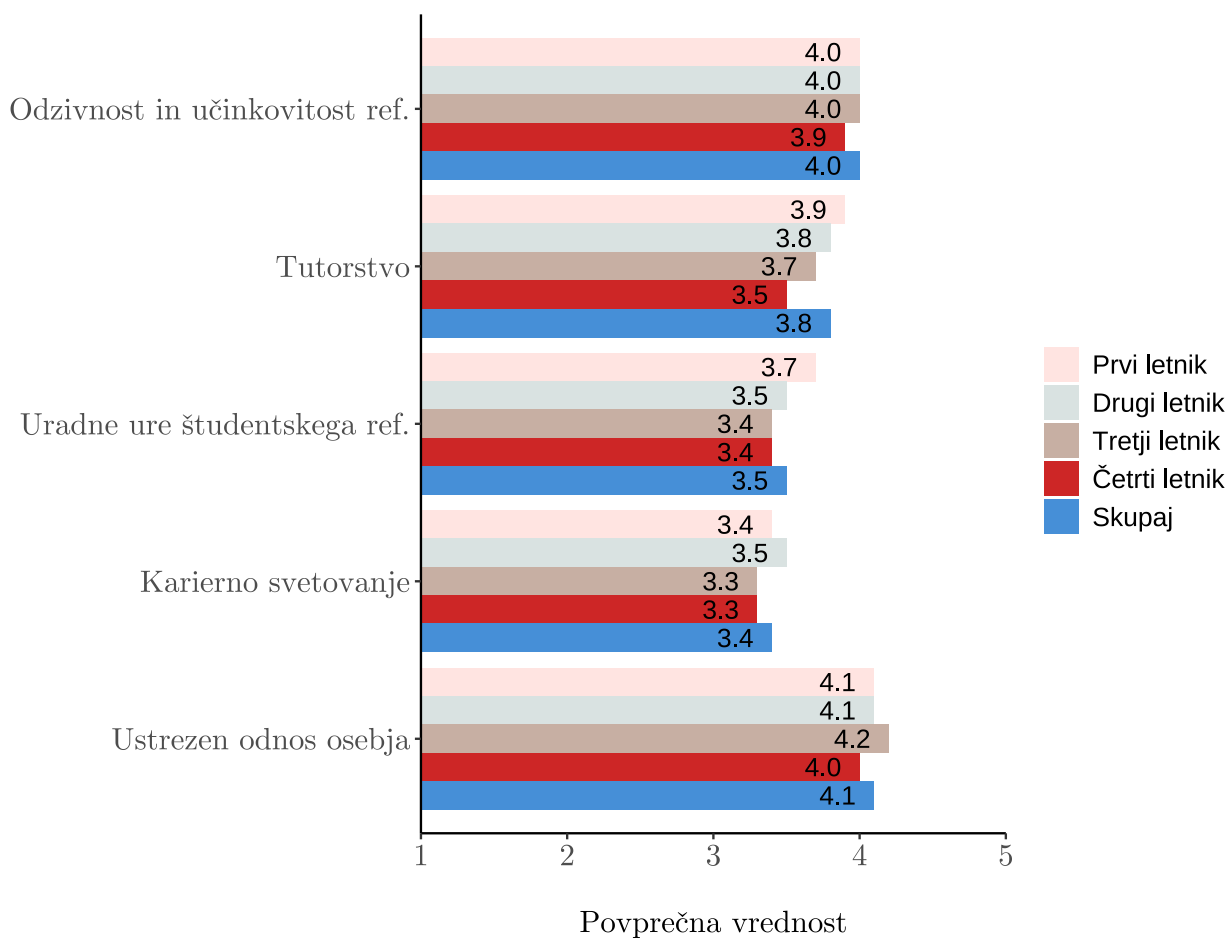 Odzivnost in učinkovitost ref.
4.0
4.0
4.0
3.9
4.0
Tutorstvo
3.9
3.8
3.7
3.5
3.8
Uradne ure študentskega ref.
3.7
3.5
3.4
3.4
3.5
Karierno svetovanje
3.4
3.5
3.3
3.3
3.4
Ustrezen odnos osebja
4.1
4.1
4.2
4.0
4.1
1 2 3 4 5
Povprečna vrednost
Prvi letnik
Drugi letnik
Tretji letnik
Četrti letnik
Skupaj